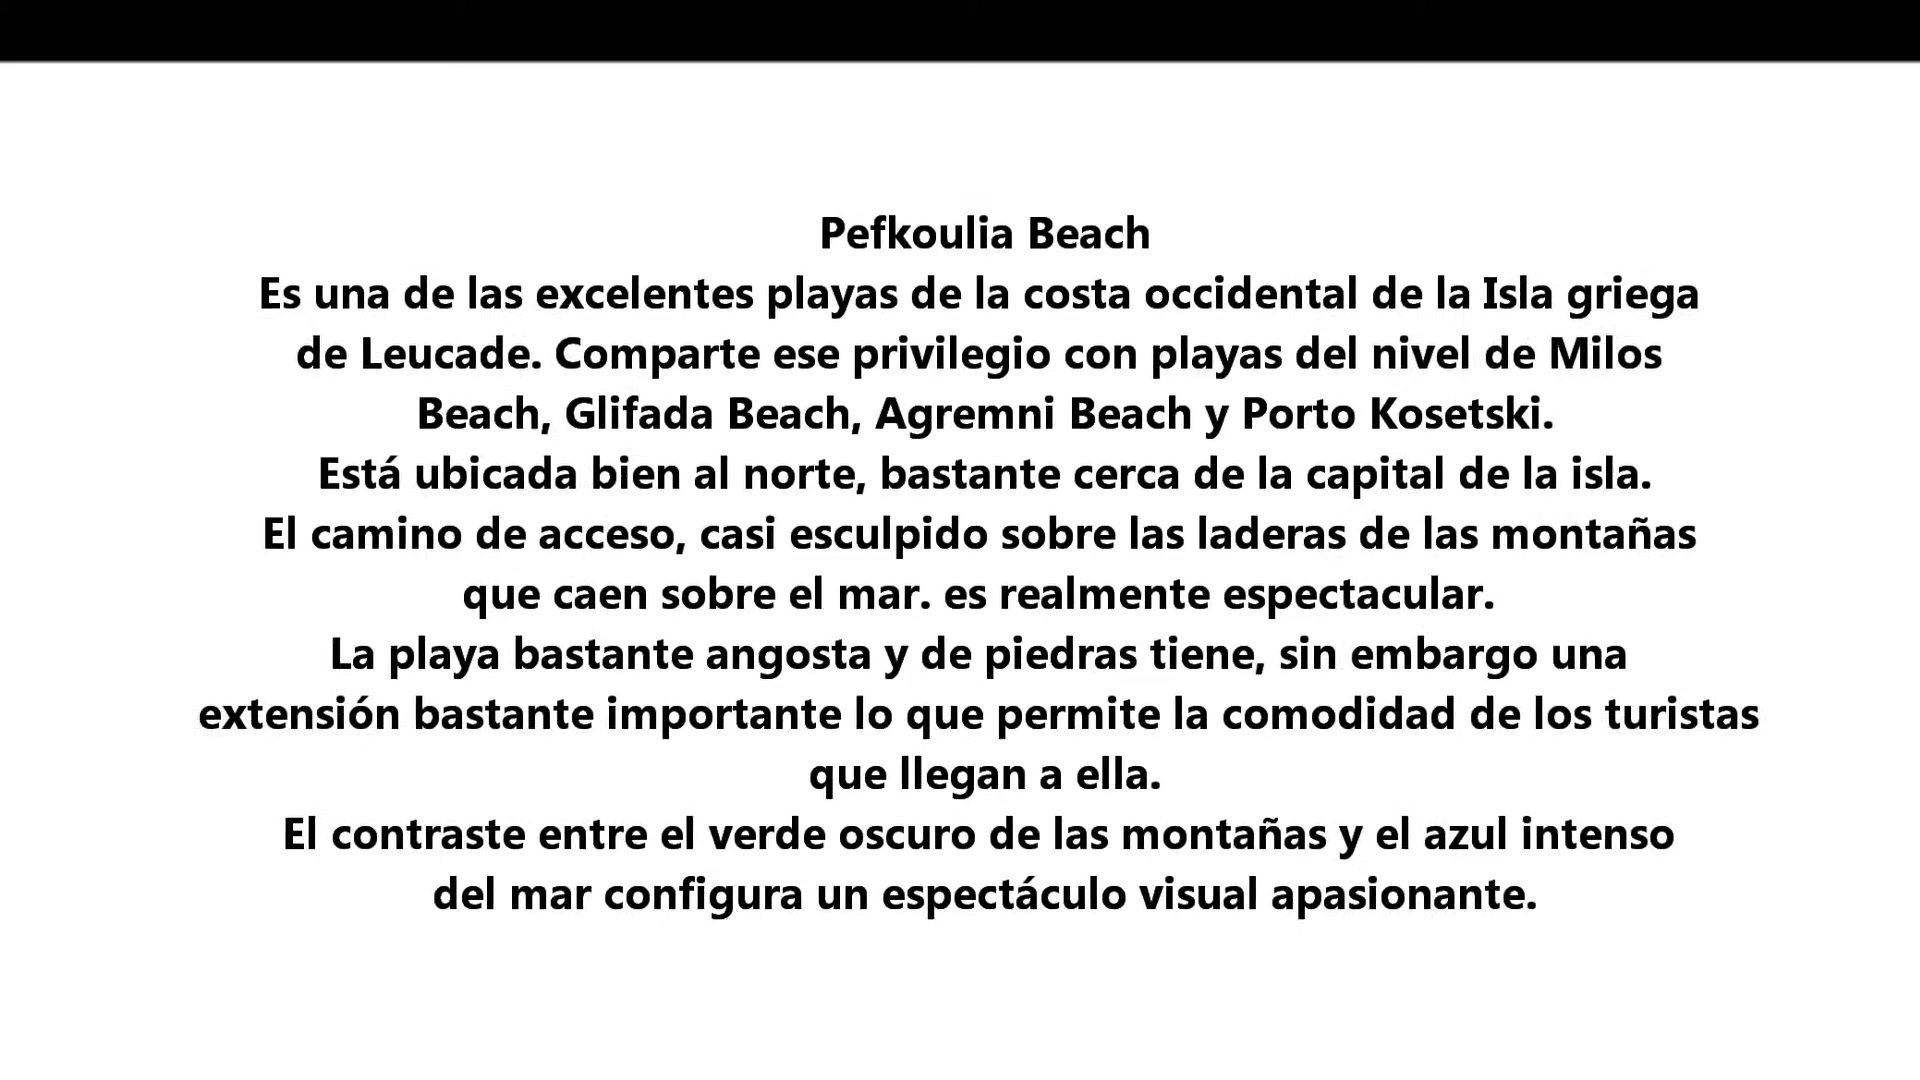 Pefkoulia Beach
Es una de las excelentes playas de la costa occidental de la Isla griega
de Leucade. Comparte ese privilegio con playas del nivel de Milos
Beach, Glifada Beach, Agremni Beach y Porto Kosetski.
Está ubicada bien al norte, bastante cerca de la capital de la isla.
El camino de acceso, casi esculpido sobre las laderas de las montañas
que caen sobre el mar. es realmente espectacular.
La playa bastante angosta y de piedras tiene, sin embargo una
extensión bastante importante lo que permite la comodidad de los turistas
que llegan a ella.
El contraste entre el verde oscuro de las montañas y el azul intenso
del mar configura un espectáculo visual apasionante.